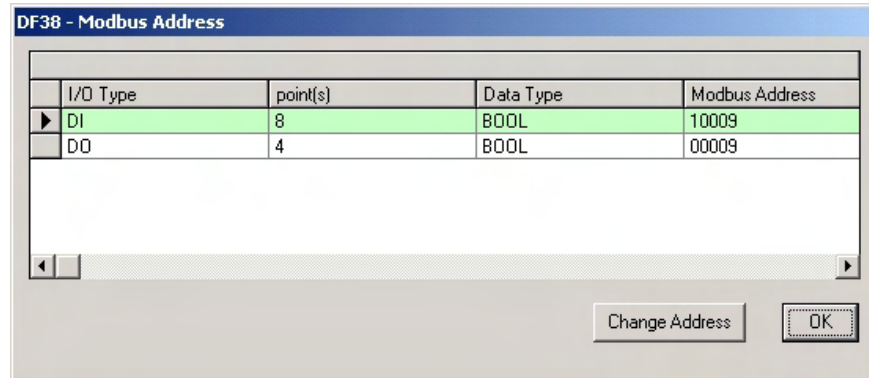 DF38 - Modbus Address
I/O Type point(s) Data Type Modbus Address
DI 8 BOOL 10009
DO 4 BOOL 00009
Change Address OK